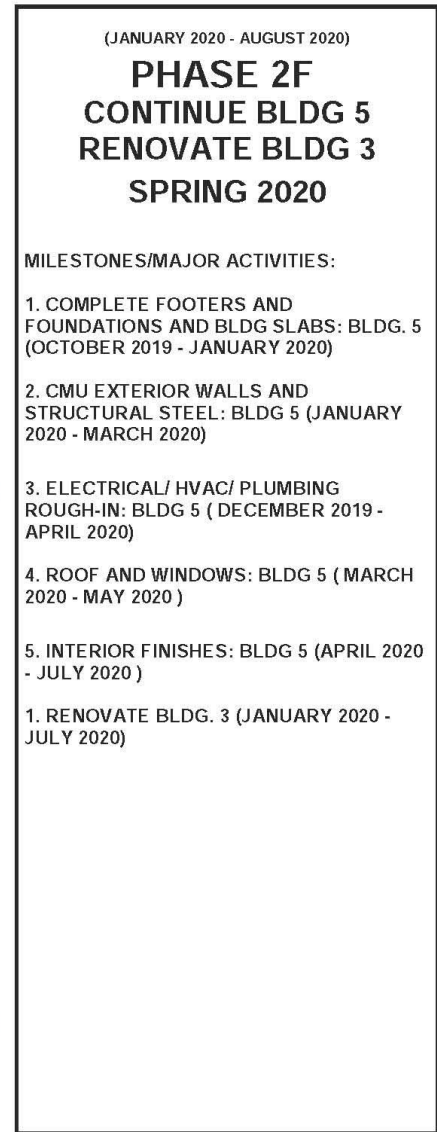 (JANUARY 2020 - AUGUST 2020)
PHASE 2F
CONTINUE BLDG 5
RENOVATE BLDG 3
SPRING 2020
MILESTONES/MAJOR ACTIVITIES:
1. COMPLETE FOOTERS AND
FOUNDATIONS AND BLDG SLABS: BLDG. 5
(OCTOBER 2019 - JANUARY 2020)
2. CMU EXTERIOR WALLS AND
STRUCTURAL STEEL: BLDG 5 (JANUARY
2020 - MARCH 2020)
3. ELECTRICAL/ HVAC/ PLUMBING
ROUGH-IN: BLDG 5 ( DECEMBER 2019 -
APRIL 2020)
4. ROOF AND WINDOWS: BLDG 5 ( MARCH
2020 - MAY 2020 )
5. INTERIOR FINISHES: BLDG 5 (APRIL 2020
- JULY 2020 )
1. RENOVATE BLDG. 3 (JANUARY 2020 -
JULY 2020)